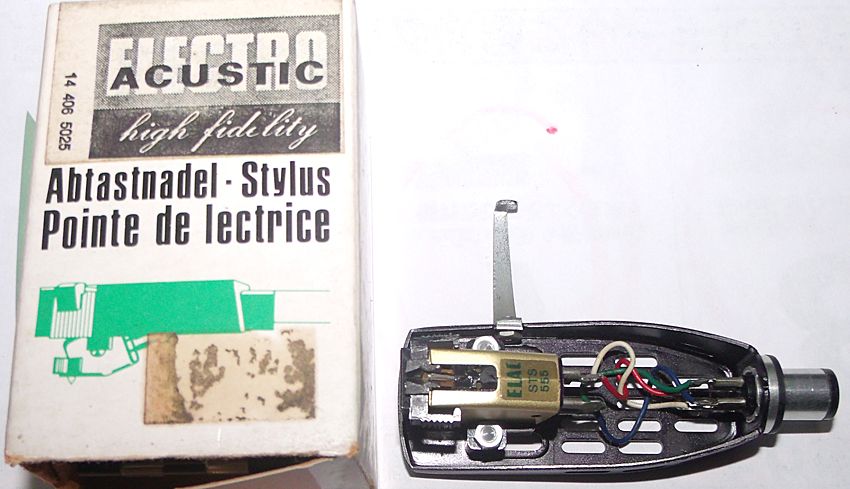 ELECTRO
ACUSTIC
high fidelity
14 406 5025
Abtastnadel - Stylus
Pointe de lectrice
ELAC
STS
555